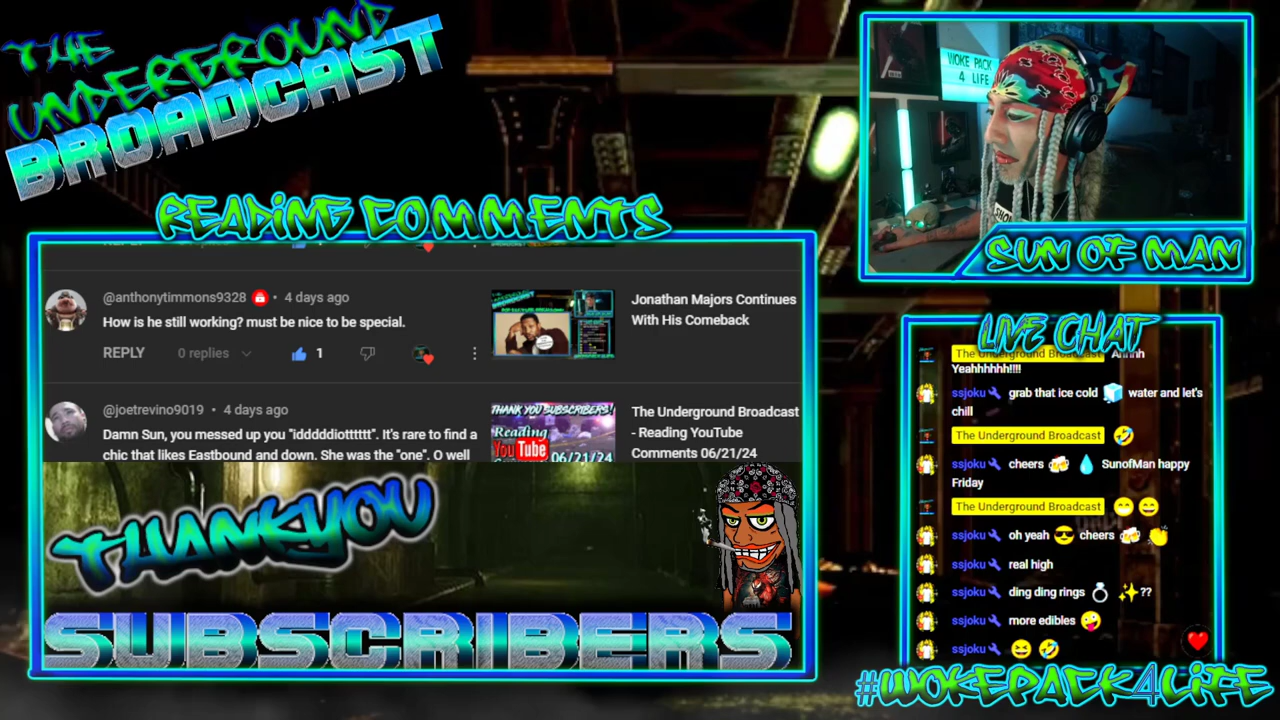 THE
UNDERGROUND
BROADCAST
READING COMMENTS
@anthonytimmons9328 • 4 days ago
How is he still working? must be nice to be special.
REPLY 0 replies 1
Jonathan Majors Continues
With His Comeback
@joetrevino9019 • 4 days ago
Damn Sun, you messed up you "idddddiotttttt". It's rare to find a
chic that likes Eastbound and down. She was the "one". O well
THANK YOU SUBSCRIBERS!
Reading
YouTube
06/21/24
The Underground Broadcast
- Reading YouTube
Comments 06/21/24
THANKYOU
SUBSCRIBERS
WOKE PACK
4 LIFE
SUN OF MAN
LIVE CHAT
The Underground Broadcast Ahhhh
Yeahhhhhh!!!!
ssjoku grab that ice cold 🧊 water and let's
chill
The Underground Broadcast 🤣
ssjoku cheers 🍻 💧 SunofMan happy
Friday
The Underground Broadcast 😁 😄
ssjoku oh yeah 😎 cheers 🍻 👏
ssjoku real high
ssjoku ding ding rings 💍 ✨??
ssjoku more edibles 🤪
ssjoku 😆 🤣
#WOKEPACK4LIFE